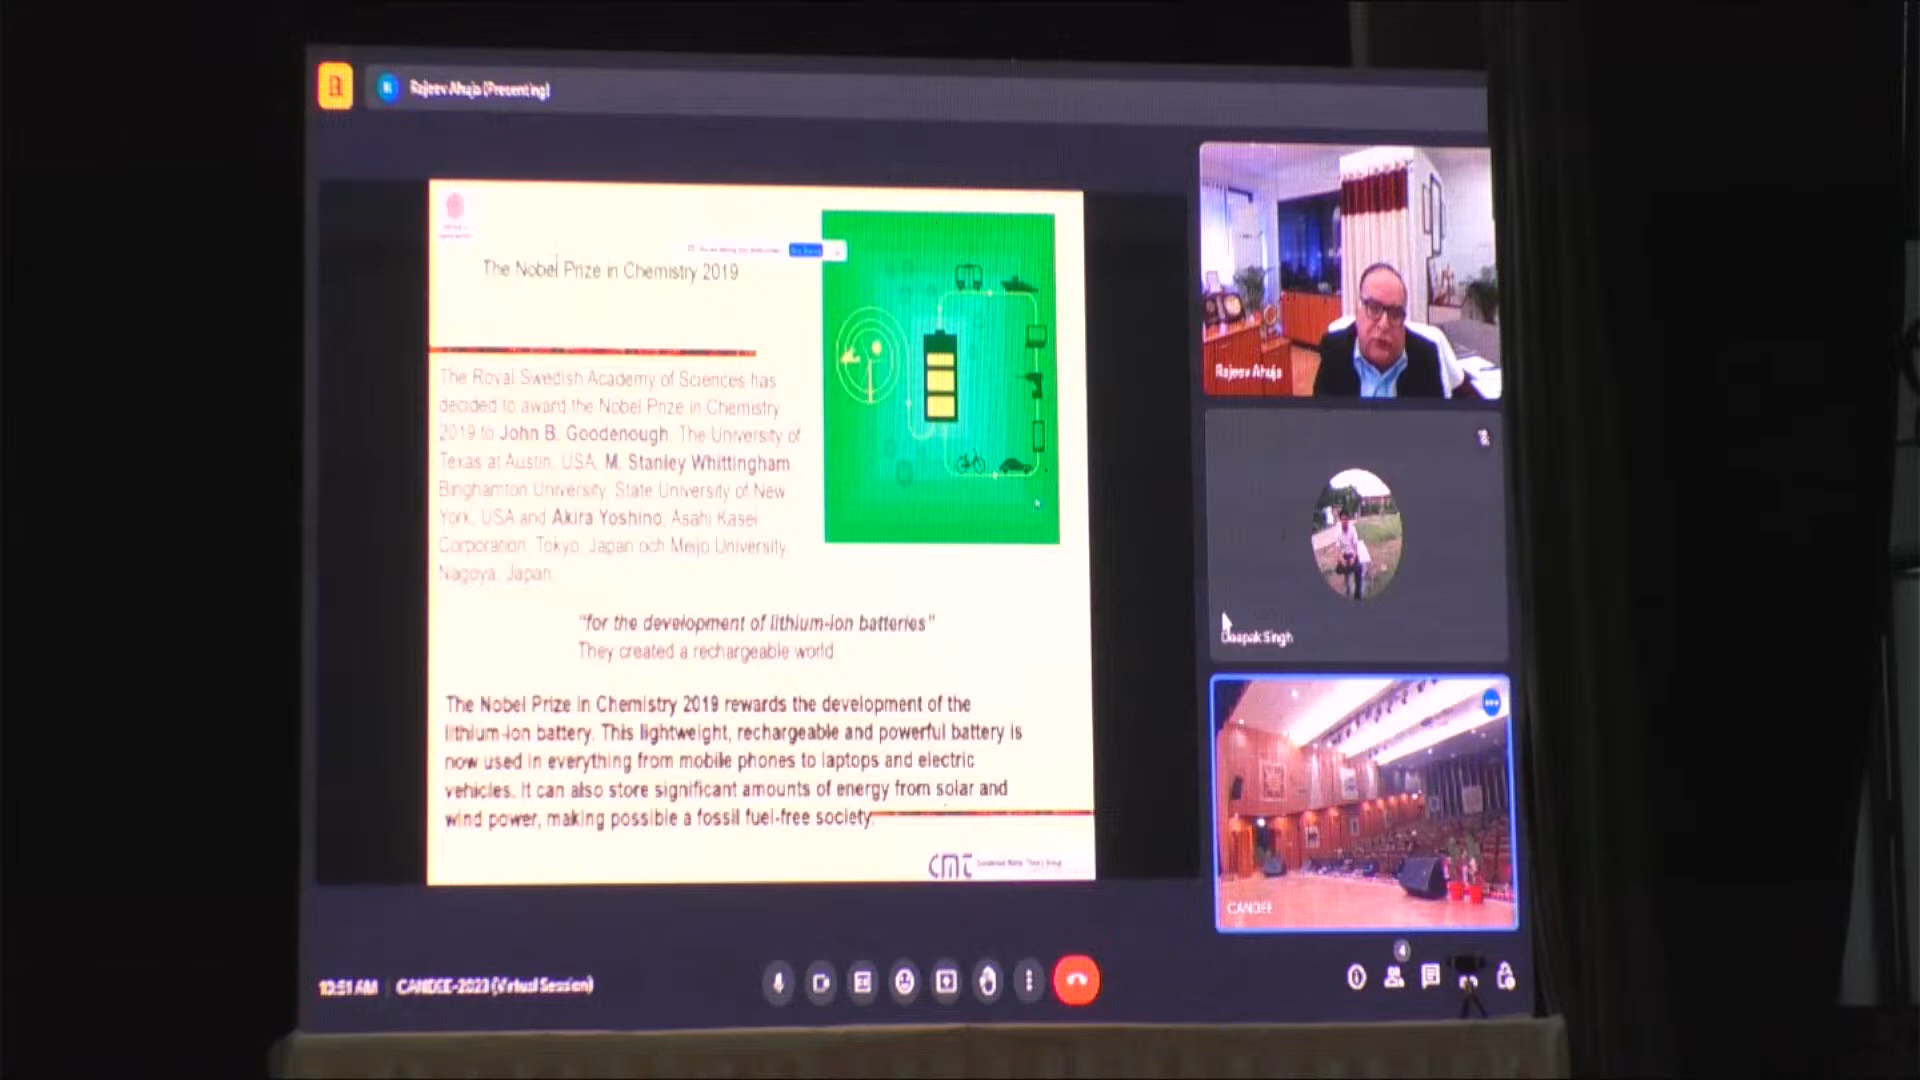 R
R Rajeev Ahuja (Presenting)
The Nobel Prize in Chemistry 2019
The Royal Swedish Academy of Sciences has
decided to award the Nobel Prize in Chemistry
2019 to John B. Goodenough, The University of
Texas at Austin, USA, M. Stanley Whittingham
Binghamton University, State University of New
York, USA and Akira Yoshino, Asahi Kasei
Corporation, Tokyo, Japan och Meijo University,
Nagoya, Japan
"for the development of lithium-ion batteries"
They created a rechargeable world
The Nobel Prize in Chemistry 2019 rewards the development of the
lithium-ion battery. This lightweight, rechargeable and powerful battery is
now used in everything from mobile phones to laptops and electric
vehicles. It can also store significant amounts of energy from solar and
wind power, making possible a fossil fuel-free society.
CMT
Rajeev Ahuja
Deepak Singh
CANDEE
10:51 AM | CANDEE-2023 (Virtual Session)
4